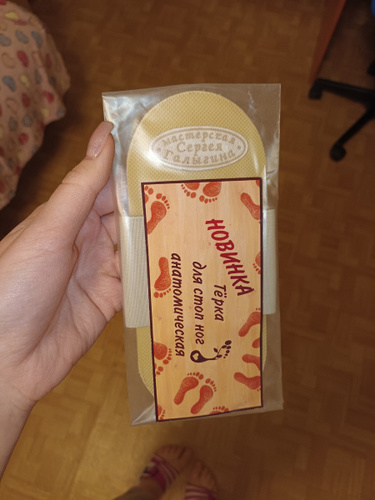 мастерская
Сергея
Галыгина
НОВИНКА
Тёрка
для стоп ног
анатомическая